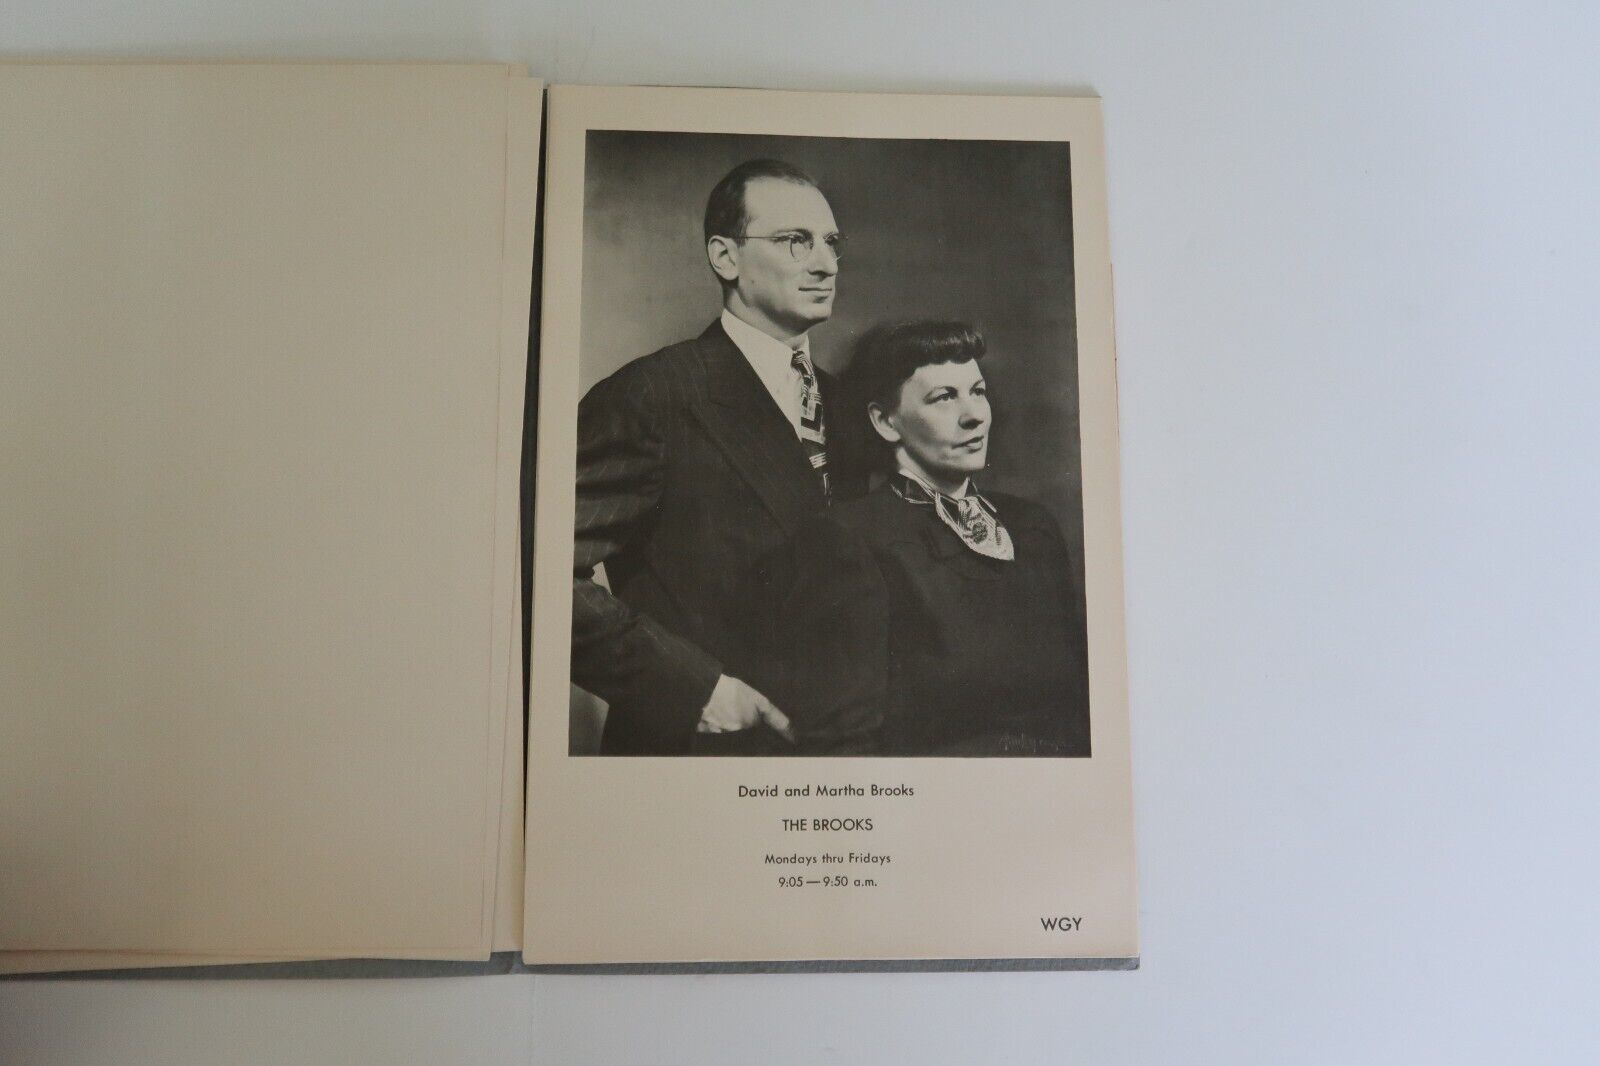 David and Martha Brooks
THE BROOKS
Mondays thru Fridays
9:05 — 9:50 a.m.
WGY